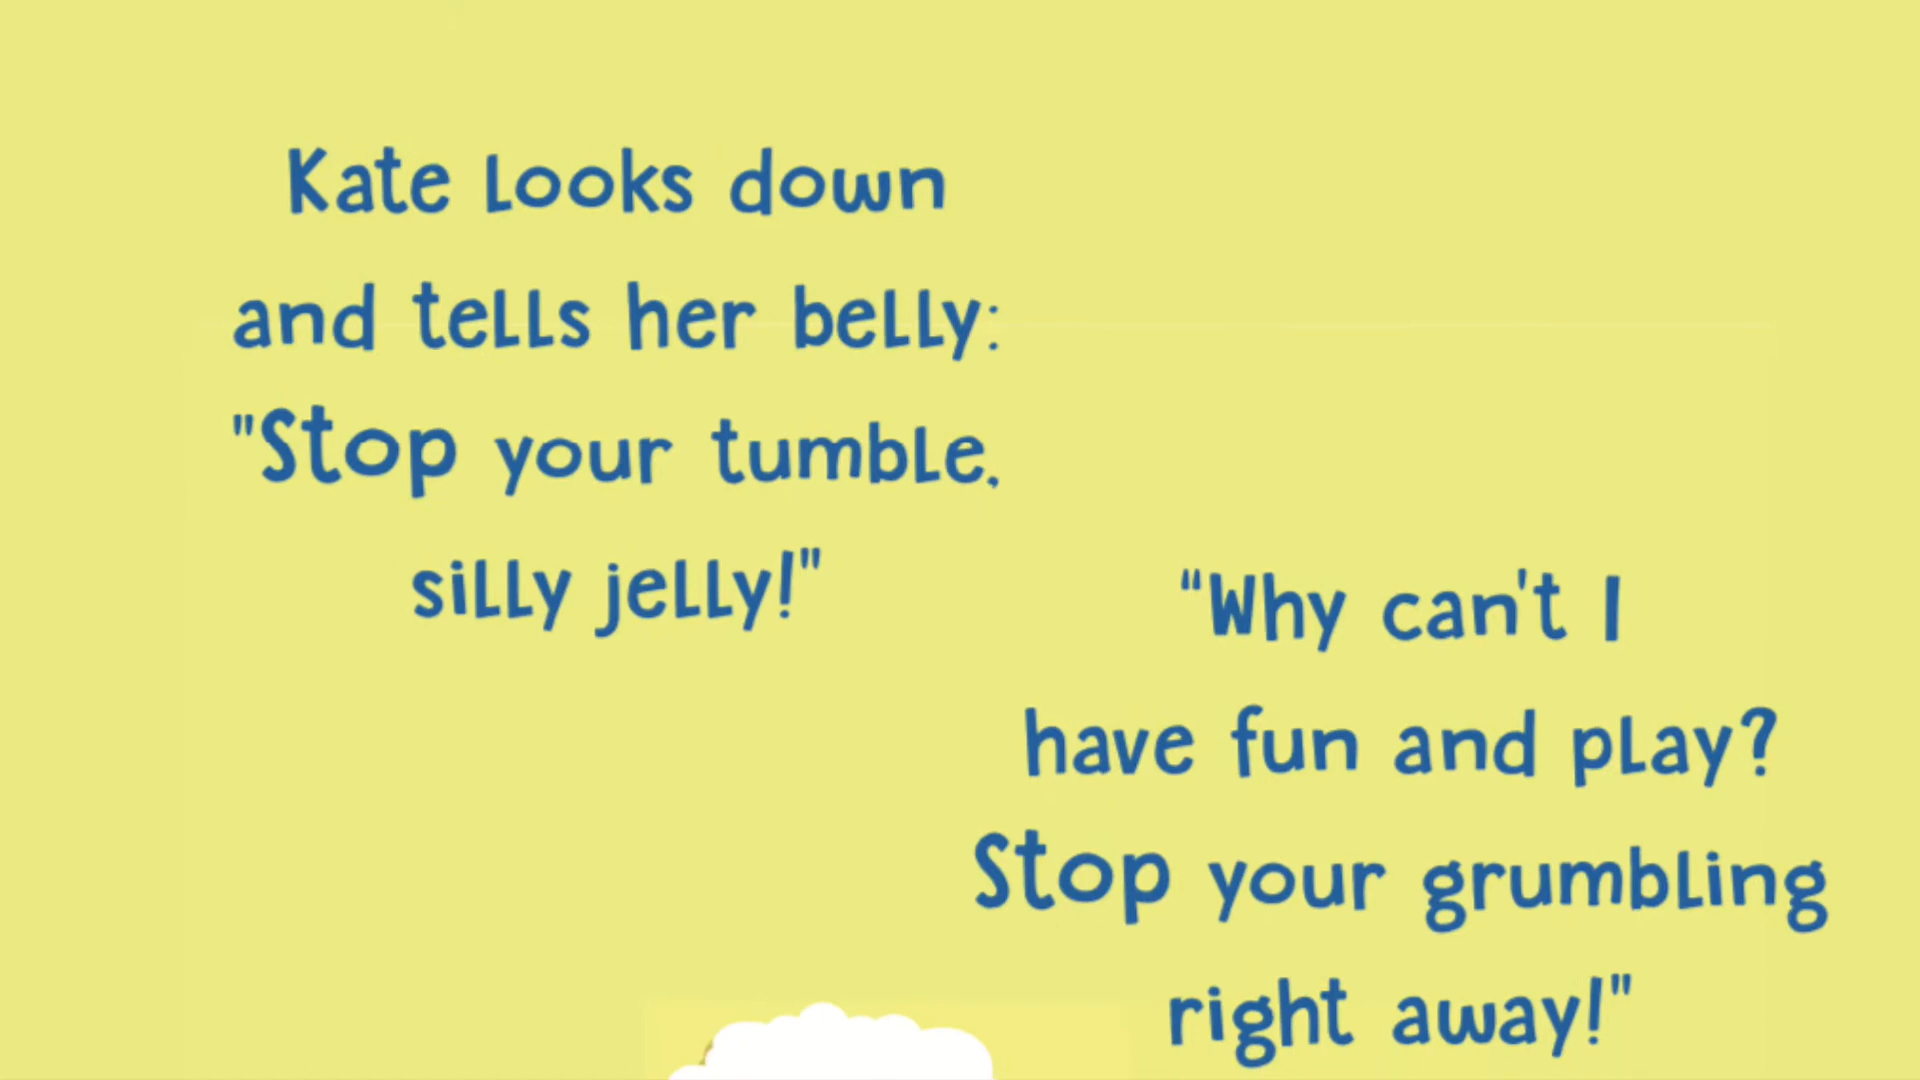 Kate looks down
and tells her belly:
"Stop your tumble,
silly jelly!"
“Why can't I
have fun and play?
Stop your grumbling
right away!"